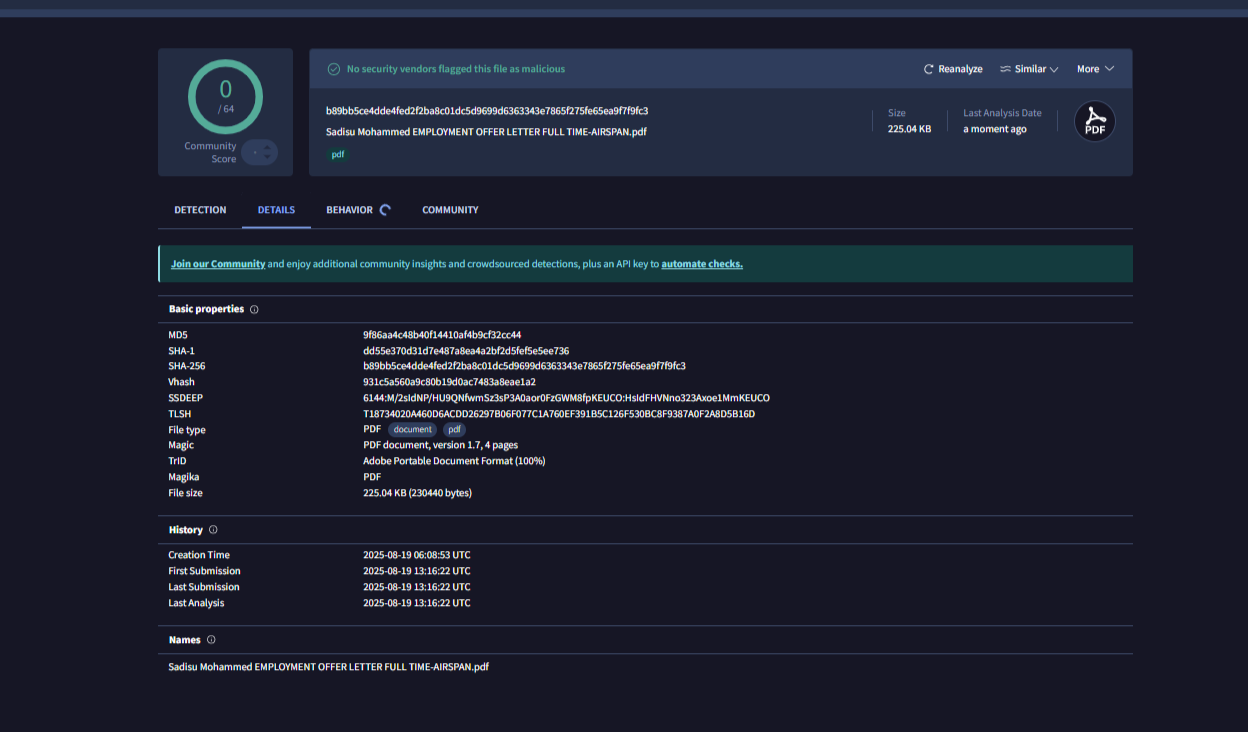 0
/ 64
Community
Score
No security vendors flagged this file as malicious
Reanalyze
Similar
More
b89bb5ce4dde4fed2f2ba8c01dc5d9699d6363343e7865f275fe65ea9f7f9fc3
Sadisu Mohammed EMPLOYMENT OFFER LETTER FULL TIME-AIRSPAN.pdf
pdf
Size
225.04 KB
Last Analysis Date
a moment ago
PDF
DETECTION
DETAILS
BEHAVIOR
COMMUNITY
Join our Community and enjoy additional community insights and crowdsourced detections, plus an API key to automate checks.
Basic properties
MD5 9f86aa4c48b40f14410af4b9cf32cc44
SHA-1 dd55e370d31d7e487a8ea4a2bf2d5fef5e5ee736
SHA-256 b89bb5ce4dde4fed2f2ba8c01dc5d9699d6363343e7865f275fe65ea9f7f9fc3
Vhash 931c5a560a9c80b19d0ac7483a8eae1a2
SSDEEP 6144:M/2sIdNP/HU9QNfwmSz3sP3A0aor0FzGWM8fpKEUCO:HsIdFHVNno323Axoe1MmKEUCO
TLSH T18734020A460D6ACDD26297B06F077C1A760EF391B5C126F530BC8F9387A0F2A8D5B16D
File type PDF document pdf
Magic PDF document, version 1.7, 4 pages
TrID Adobe Portable Document Format (100%)
Magika PDF
File size 225.04 KB (230440 bytes)
History
Creation Time 2025-08-19 06:08:53 UTC
First Submission 2025-08-19 13:16:22 UTC
Last Submission 2025-08-19 13:16:22 UTC
Last Analysis 2025-08-19 13:16:22 UTC
Names
Sadisu Mohammed EMPLOYMENT OFFER LETTER FULL TIME-AIRSPAN.pdf